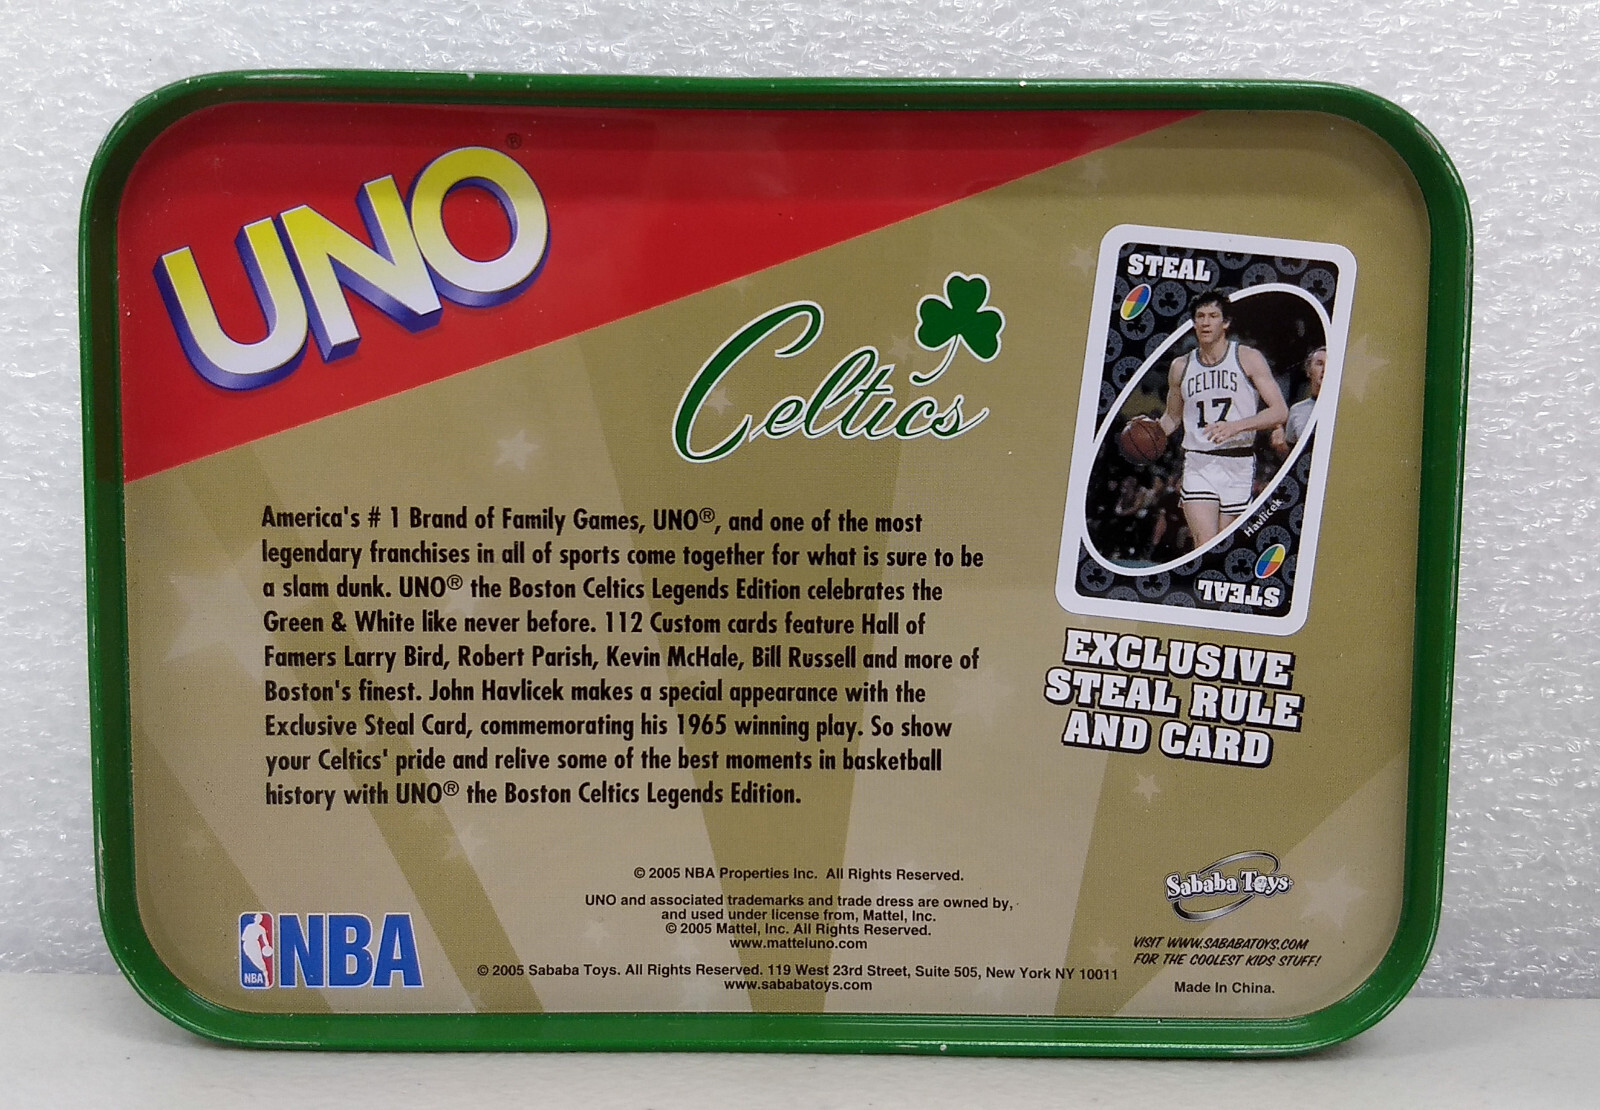 UNO®
Celtics
STEAL
CELTICS
17
Havlicek
STEAL
EXCLUSIVE
STEAL RULE
AND CARD
America's # 1 Brand of Family Games, UNO®, and one of the most
legendary franchises in all of sports come together for what is sure to be
a slam dunk. UNO® the Boston Celtics Legends Edition celebrates the
Green & White like never before. 112 Custom cards feature Hall of
Famers Larry Bird, Robert Parish, Kevin McHale, Bill Russell and more of
Boston's finest. John Havlicek makes a special appearance with the
Exclusive Steal Card, commemorating his 1965 winning play. So show
your Celtics' pride and relive some of the best moments in basketball
history with UNO® the Boston Celtics Legends Edition.
© 2005 NBA Properties Inc. All Rights Reserved.
UNO and associated trademarks and trade dress are owned by,
and used under license from, Mattel, Inc.
© 2005 Mattel, Inc. All Rights Reserved.
www.matteluno.com
© 2005 Sababa Toys. All Rights Reserved. 119 West 23rd Street, Suite 505, New York NY 10011
www.sababatoys.com
NBA
NBA
Sababa Toys
VISIT WWW.SABABATOYS.COM
FOR THE COOLEST KIDS STUFF!
Made In China.